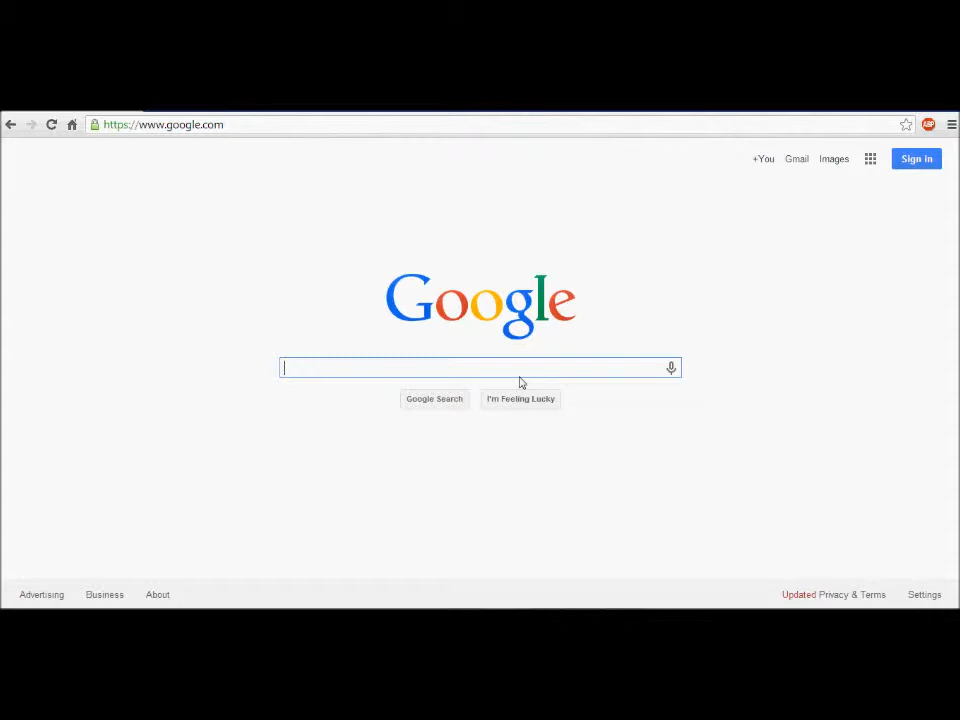 https://www.google.com
ABP
+You Gmail Images Sign in
Google
Google Search I'm Feeling Lucky
Advertising Business About Updated Privacy & Terms Settings